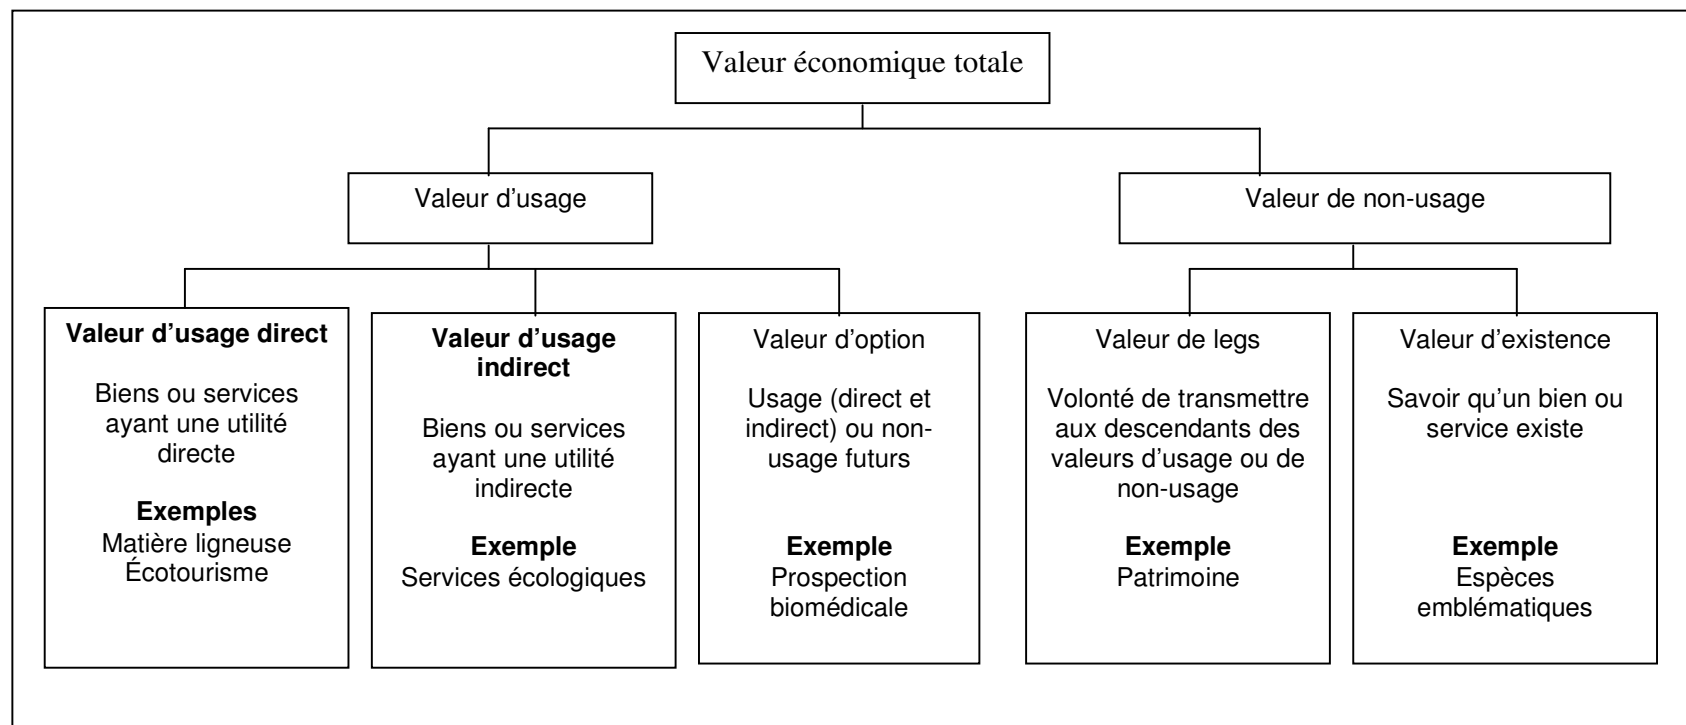 Valeur économique totale
Valeur d'usage
Valeur de non-usage
Valeur d'usage direct
Biens ou services
ayant une utilité
directe
Exemples
Matière ligneuse
Écotourisme
Valeur d'usage
indirect
Biens ou services
ayant une utilité
indirecte
Exemple
Services écologiques
Valeur d'option
Usage (direct et
indirect) ou non-
usage futurs
Exemple
Prospection
biomédicale
Valeur de legs
Volonté de transmettre
aux descendants des
valeurs d'usage ou de
non-usage
Exemple
Patrimoine
Valeur d'existence
Savoir qu'un bien ou
service existe
Exemple
Espèces
emblématiques